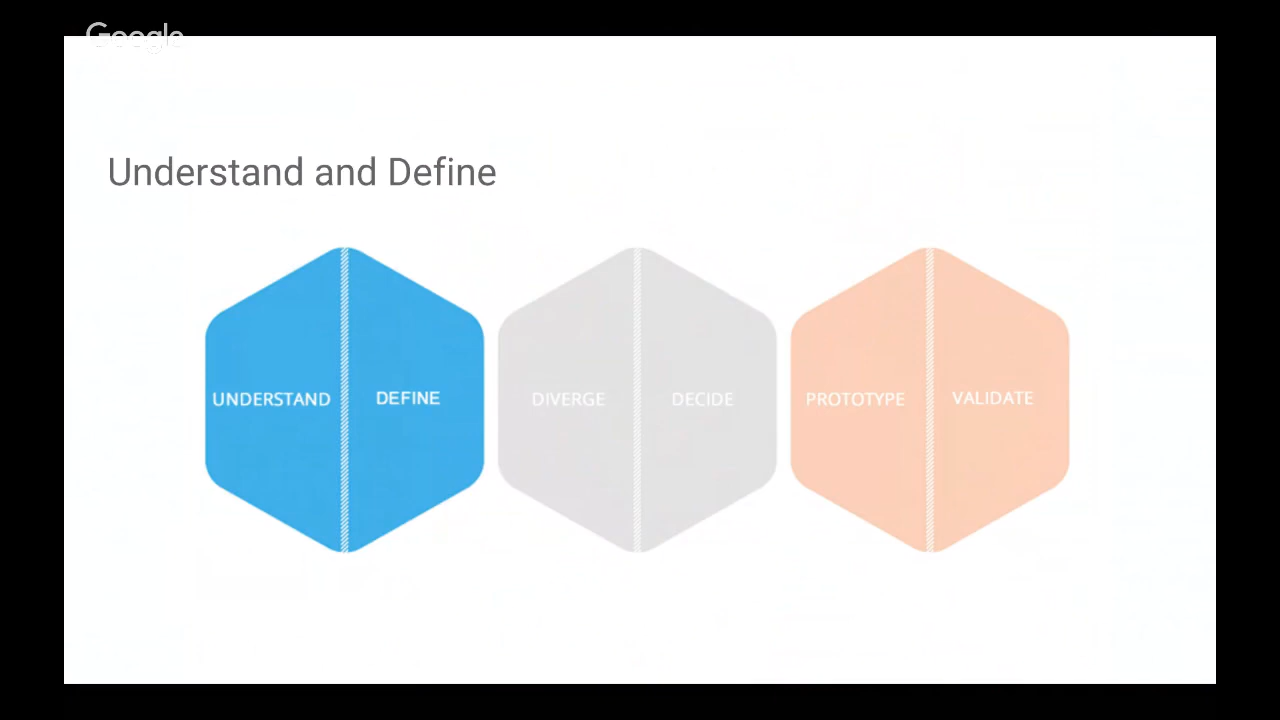 Google
Understand and Define
UNDERSTAND
DEFINE
DIVERGE
DECIDE
PROTOTYPE
VALIDATE